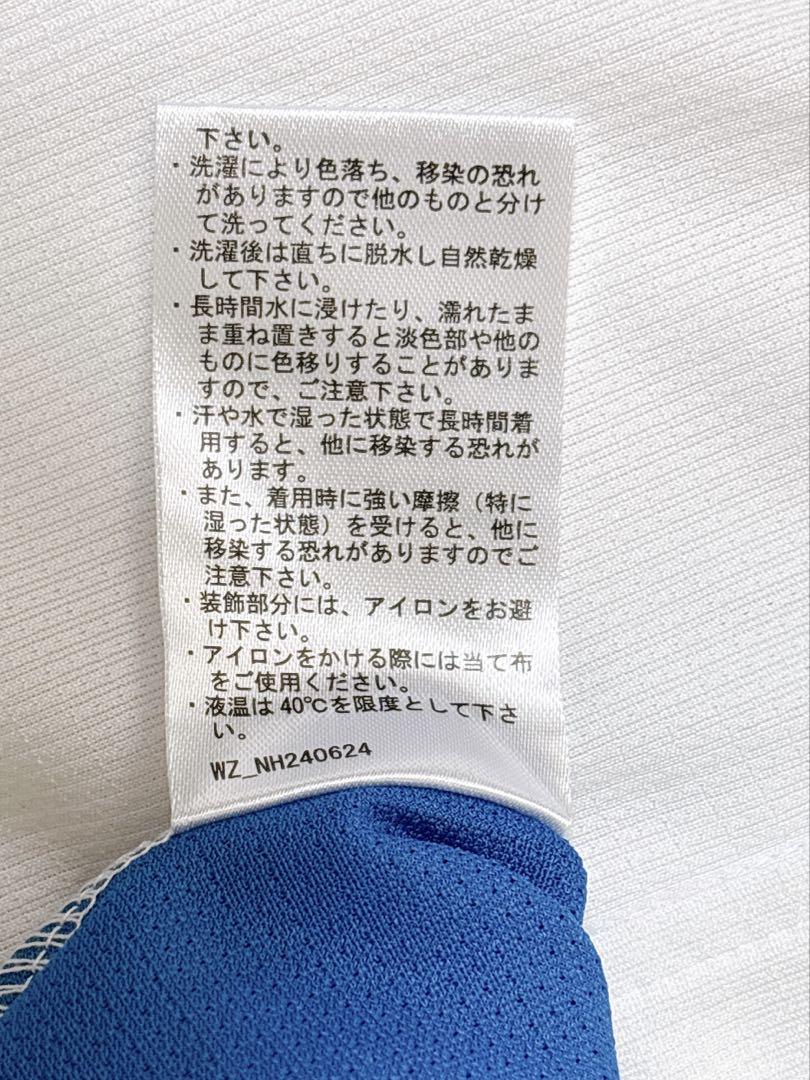 下さい。
・洗濯により色落ち、移染の恐れ
がありますので他のものと分け
て洗ってください。
・洗濯後は直ちに脱水し自然乾燥
して下さい。
・長時間水に浸けたり、濡れたま
ま重ね置きすると淡色部や他の
ものに色移りすることがありま
すので、ご注意下さい。
・汗や水で湿った状態で長時間着
用すると、他に移染する恐れが
あります。
・また、着用時に強い摩擦（特に
湿った状態）を受けると、他に
移染する恐れがありますのでご
注意下さい。
・装飾部分には、アイロンをお避
け下さい。
・アイロンをかける際には当て布
をご使用ください。
・液温は40℃を限度として下さ
い。
WZ_NH240624